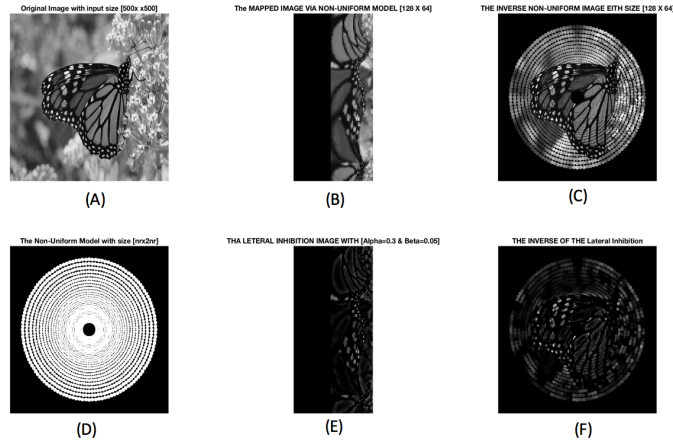 Original Image with input size [500x x500]
The MAPPED IMAGE VIA NON-UNIFORM MODEL [128 X 64]
THE INVERSE NON-UNIFORM IMAGE EITH SIZE [128 X 64]
(A)
(B)
(C)
The Non-Uniform Model with size [nrx2nr]
THA LETERAL INHIBITION IMAGE WITH [Alpha=0.3 & Beta=0.05]
THE INVERSE OF THE Lateral Inhibition
(D)
(E)
(F)